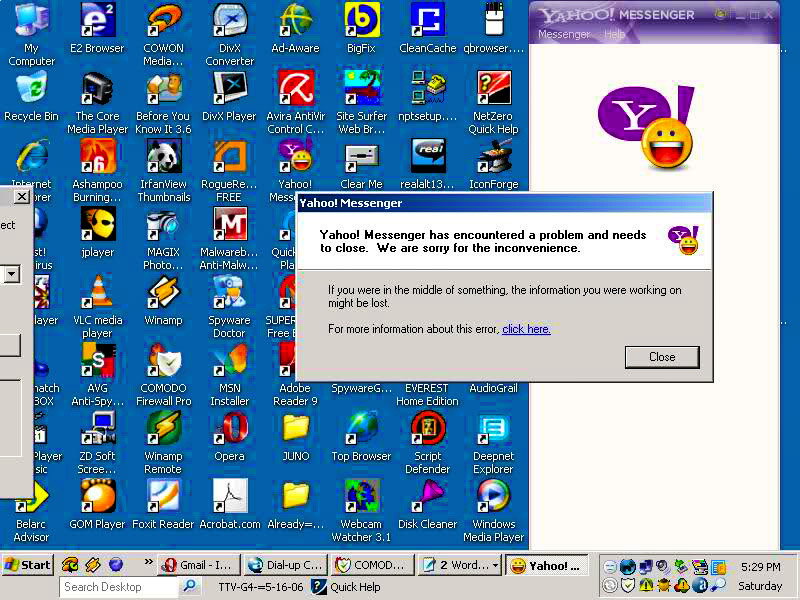 YAHOO! MESSENGER
Messenger Help
My Computer
E2 Browser
COWON Media...
DivX Converter
Ad-Aware
BigFix
CleanCache
qbrowser....
Recycle Bin
The Core Media Player
Before You Know It 3.6
DivX Player
Avira AntiVir Control C...
Site Surfer Web Br...
nptsetup....
NetZero Quick Help
Internet
orer
Ashampoo Burning...
IrfanView Thumbnails
RogueRe... FREE
Yahoo! Mess
Clear Me
realalt13...
IconForge
ect
st! irus
jplayer
MAGIX Photo...
Malwareb... Anti-Malw...
Quick Pla
Yahoo! Messenger
Yahoo! Messenger has encountered a problem and needs
to close. We are sorry for the inconvenience.
If you were in the middle of something, the information you were working on
might be lost.
For more information about this error, click here.
Close
layer
VLC media player
Winamp
Spyware Doctor
SUPER Free E
match BOX
AVG Anti-Spy...
COMODO Firewall Pro
MSN Installer
Adobe Reader 9
SpywareG...
EVEREST Home Edition
AudioGrail
Player
sic
ZD Soft Scree...
Winamp Remote
Opera
JUNO
Top Browser
Script Defender
Deepnet Explorer
Belarc Advisor
GOM Player
Foxit Reader
Acrobat.com
Already=...
Webcam Watcher 3.1
Disk Cleaner
Windows Media Player
Start
Gmail - I...
Dial-up C...
COMOD...
2 Word...
Yahoo! ...
5:29 PM
Search Desktop
TTV-G4-=5-16-06
Quick Help
Saturday